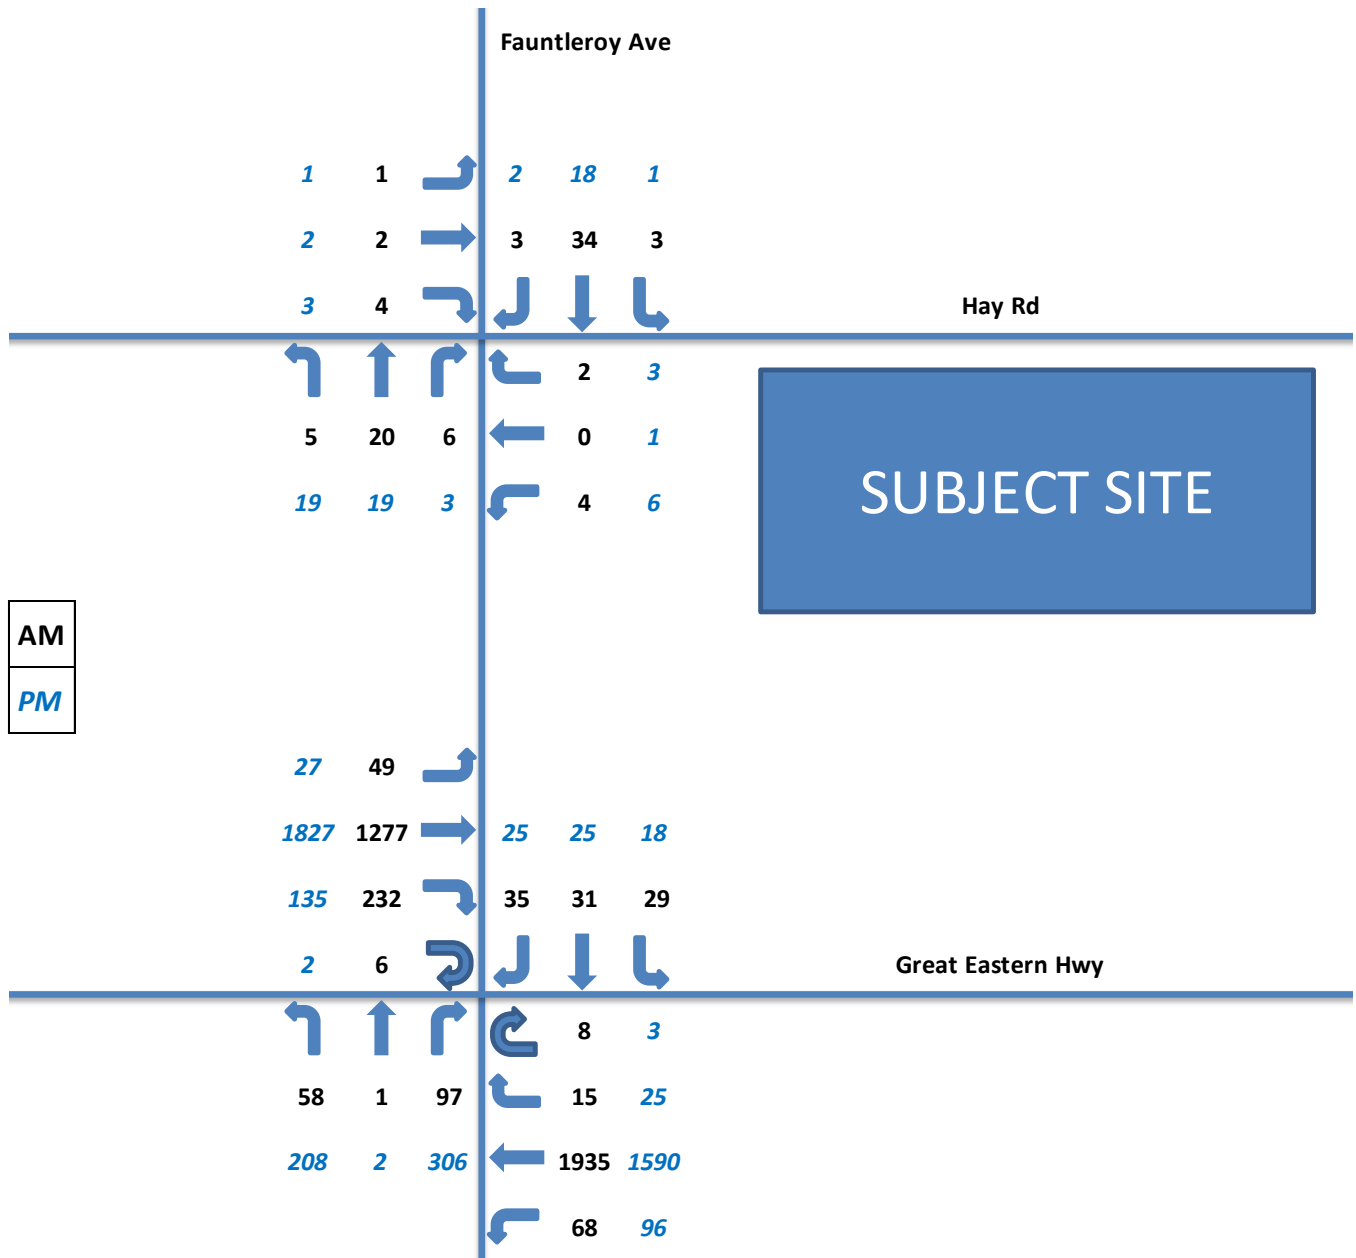 Fauntleroy Ave
1 1 2 18 1
2 2 3 34 3
3 4 Hay Rd
2 3
5 20 6 0 1
19 19 3 4 6
SUBJECT SITE
AM
PM
27 49
1827 1277 25 25 18
135 232 35 31 29
2 6 Great Eastern Hwy
8 3
58 1 97 15 25
208 2 306 1935 1590
68 96